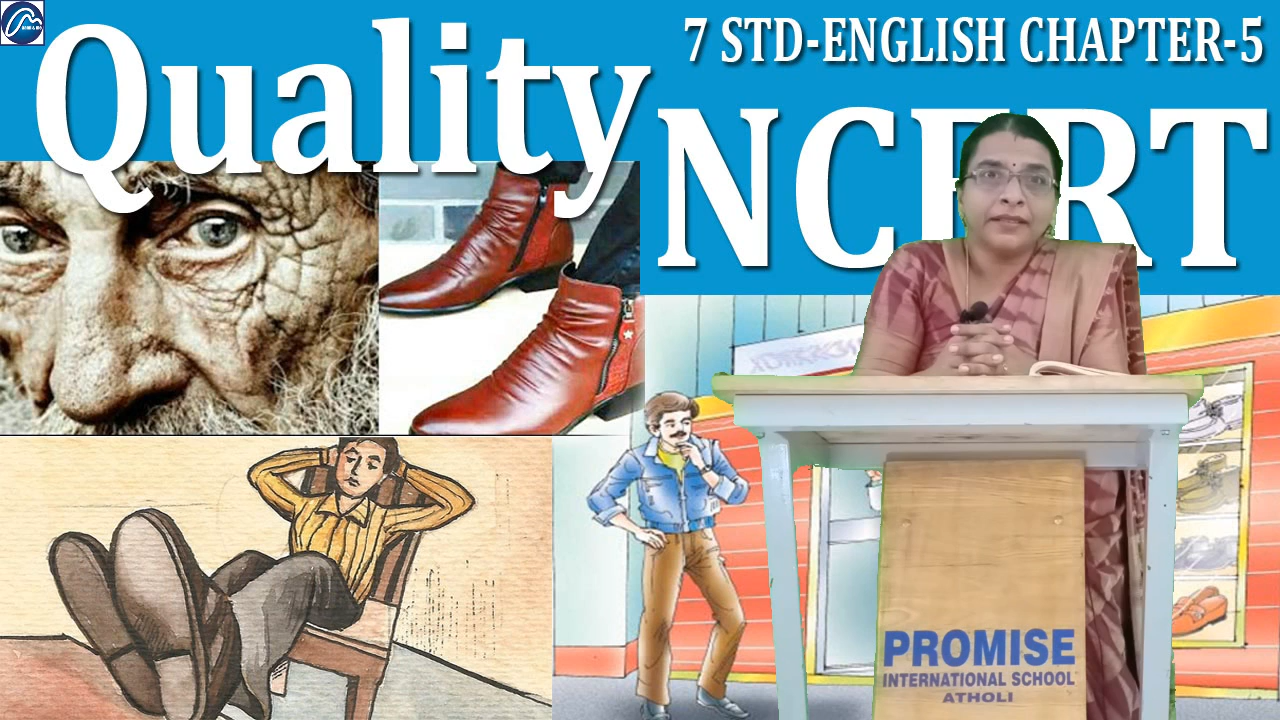 Quality
7 STD-ENGLISH CHAPTER-5
NCERT
PROMISE
INTERNATIONAL SCHOOL
ATHOLI